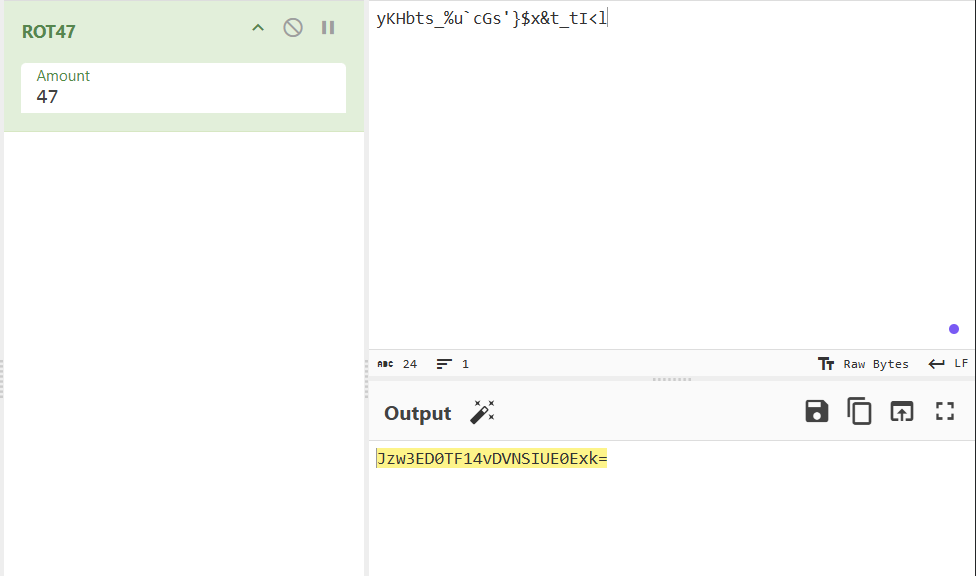 ROT47
Amount
47
yKHbts_%u`cGs'}$x&t_tI<l
ABC 24 1
Raw Bytes LF
Output
Jzw3ED0TF14vDVNSIUE0Exk=